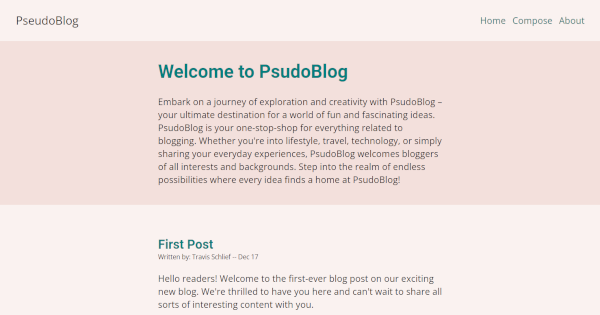 PseudoBlog
Home Compose About
Welcome to PsudoBlog
Embark on a journey of exploration and creativity with PsudoBlog –
your ultimate destination for a world of fun and fascinating ideas.
PsudoBlog is your one-stop-shop for everything related to
blogging. Whether you're into lifestyle, travel, technology, or simply
sharing your everyday experiences, PsudoBlog welcomes bloggers
of all interests and backgrounds. Step into the realm of endless
possibilities where every idea finds a home at PsudoBlog!
First Post
Written by: Travis Schlief -- Dec 17
Hello readers! Welcome to the first-ever blog post on our exciting
new blog. We're thrilled to have you here and can't wait to share all
sorts of interesting content with you.